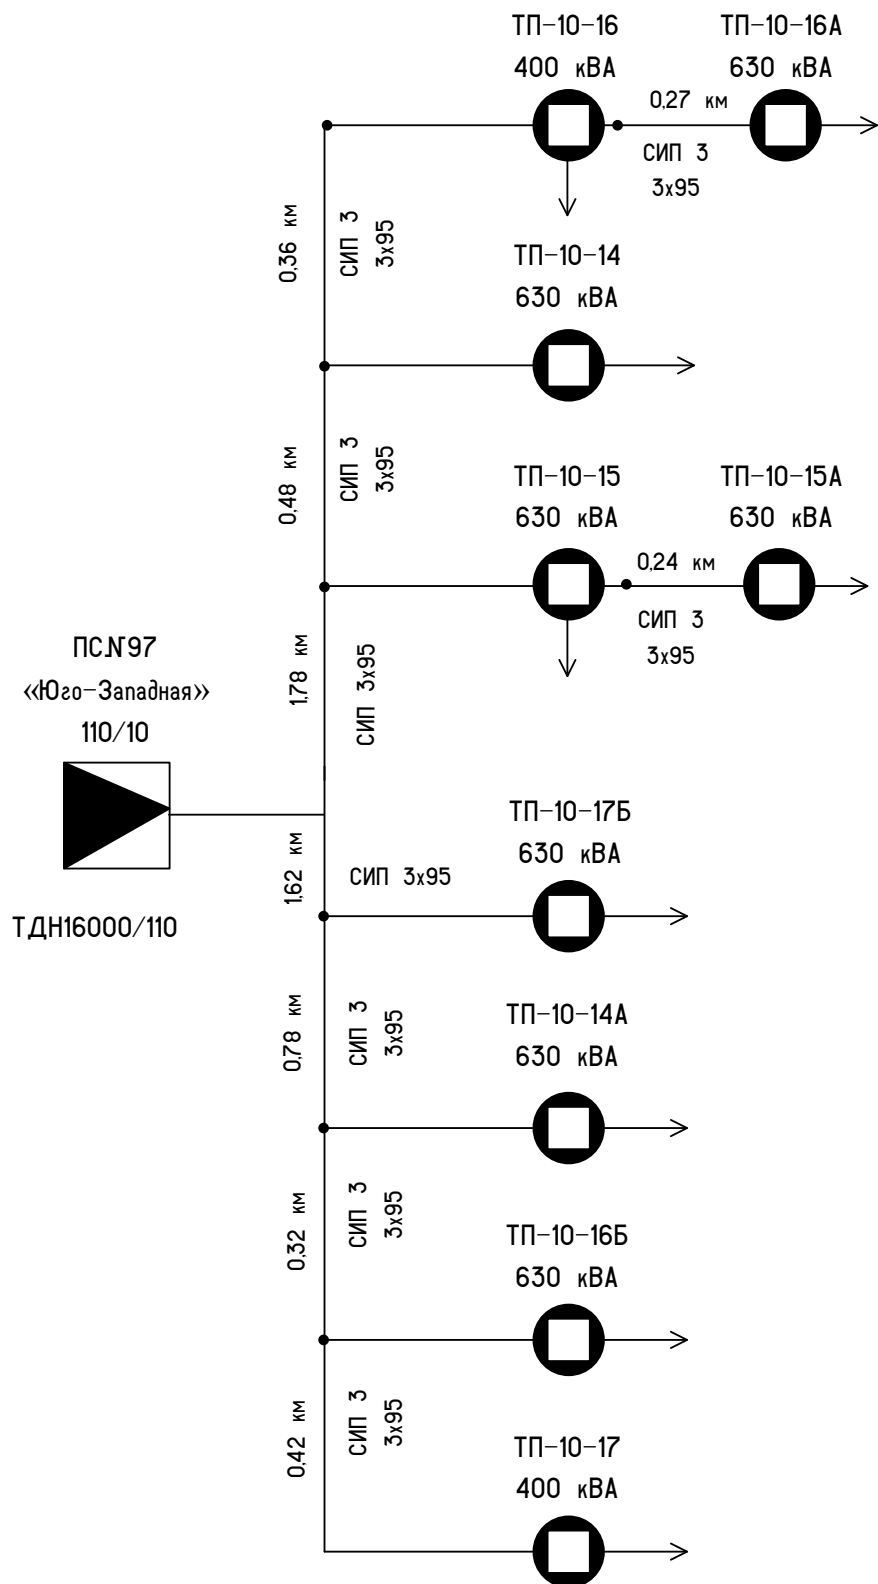 ТП-10-16
400 кВА
ТП-10-16А
630 кВА
0,27 км
СИП 3
3х95
0,36 км
СИП 3
3х95
ТП-10-14
630 кВА
0,48 км
СИП 3
3х95
ТП-10-15
630 кВА
ТП-10-15А
630 кВА
0,24 км
СИП 3
3х95
ПС№97
«Юго-Западная»
110/10
1,78 км
СИП 3х95
ТП-10-17Б
630 кВА
1,62 км
СИП 3х95
ТДН16000/110
0,78 км
СИП 3
3х95
ТП-10-14А
630 кВА
0,32 км
СИП 3
3х95
ТП-10-16Б
630 кВА
0,42 км
СИП 3
3х95
ТП-10-17
400 кВА